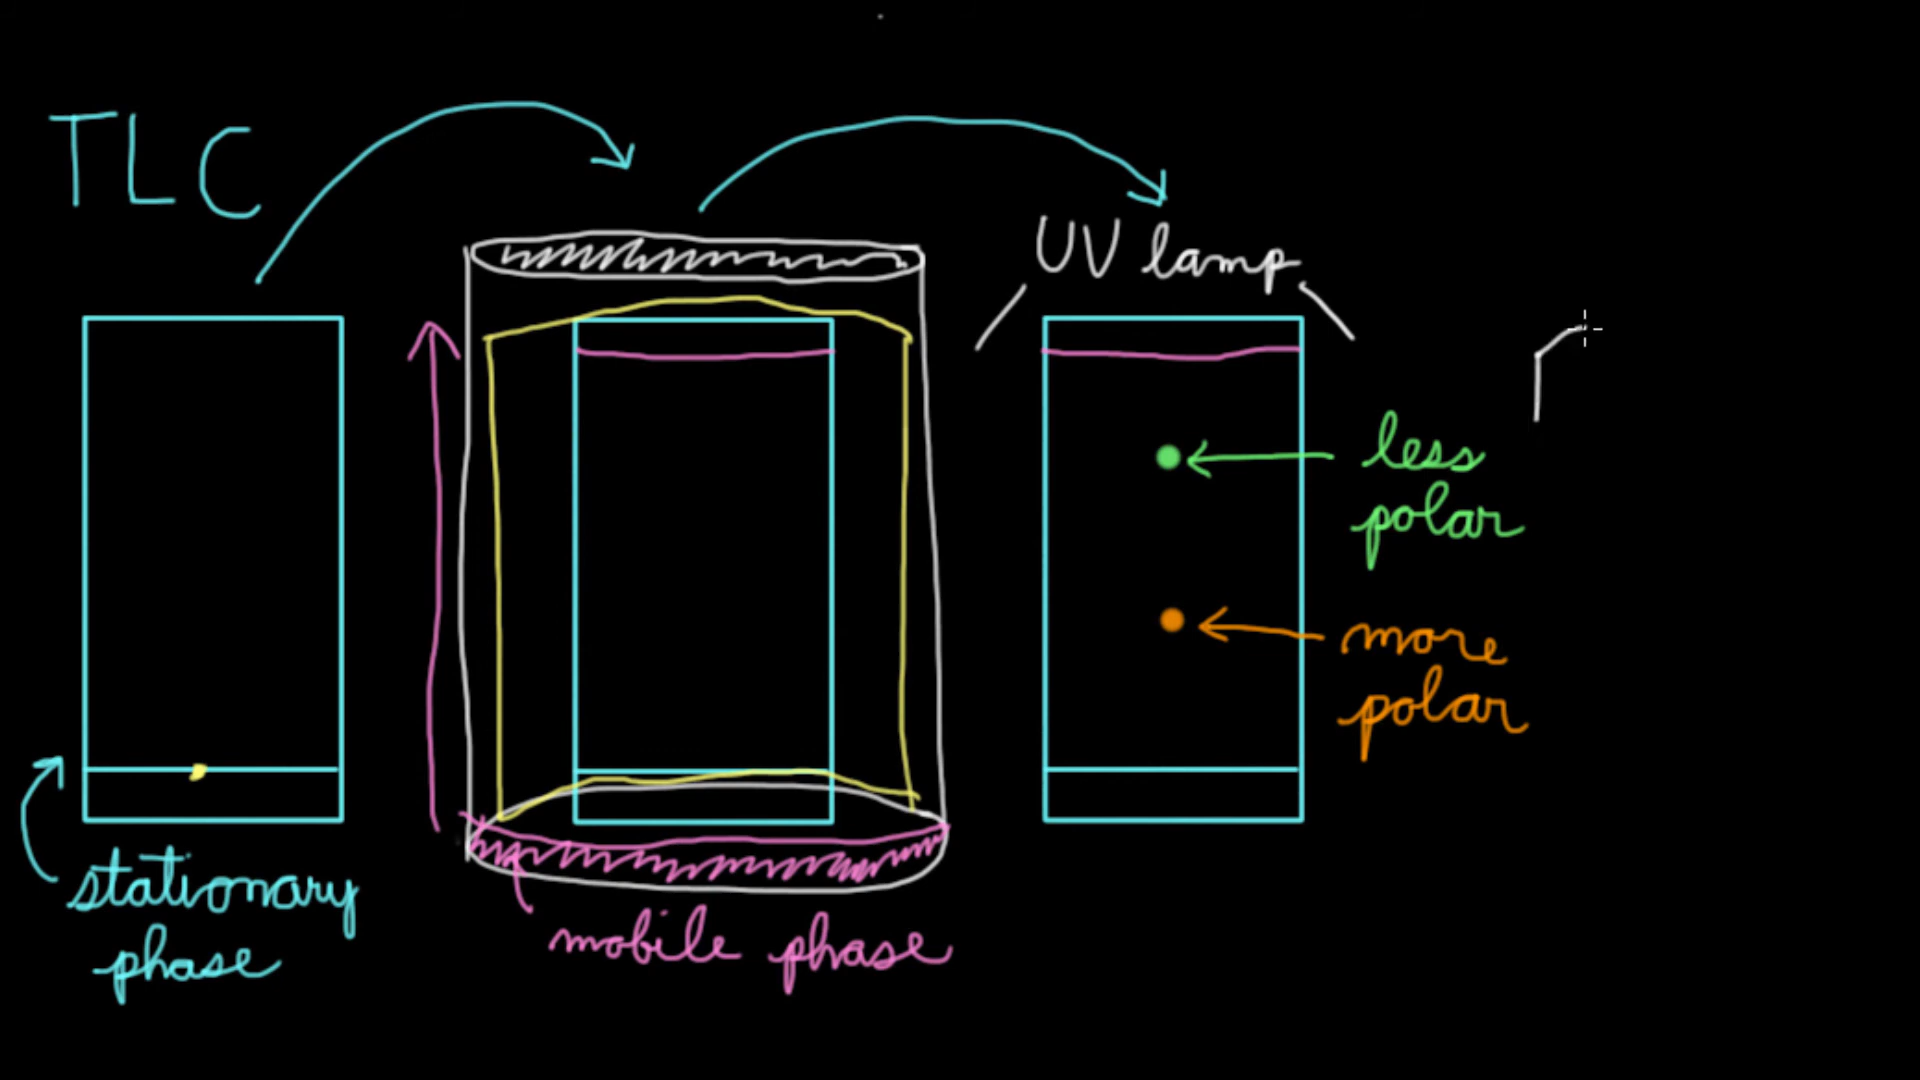 TLC
UV lamp
less
polar
more
polar
stationary
phase
mobile phase